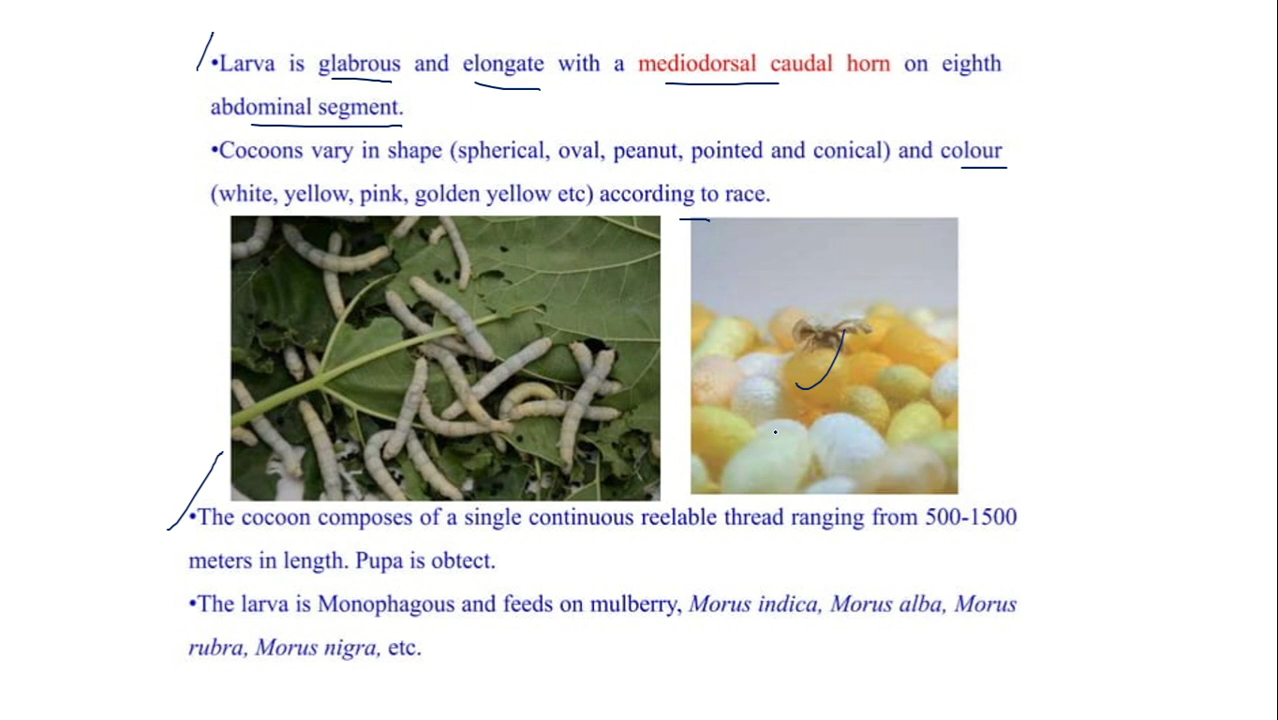 •Larva is glabrous and elongate with a mediodorsal caudal horn on eighth
abdominal segment.
•Cocoons vary in shape (spherical, oval, peanut, pointed and conical) and colour
(white, yellow, pink, golden yellow etc) according to race.
•The cocoon composes of a single continuous reelable thread ranging from 500-1500
meters in length. Pupa is obtect.
•The larva is Monophagous and feeds on mulberry, Morus indica, Morus alba, Morus
rubra, Morus nigra, etc.